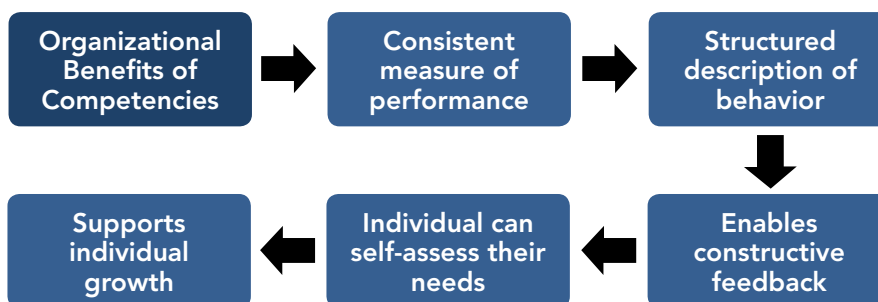 Organizational
Benefits of
Competencies
Consistent
measure of
performance
Structured
description of
behavior
Enables
constructive
feedback
Individual can
self-assess their
needs
Supports
individual
growth